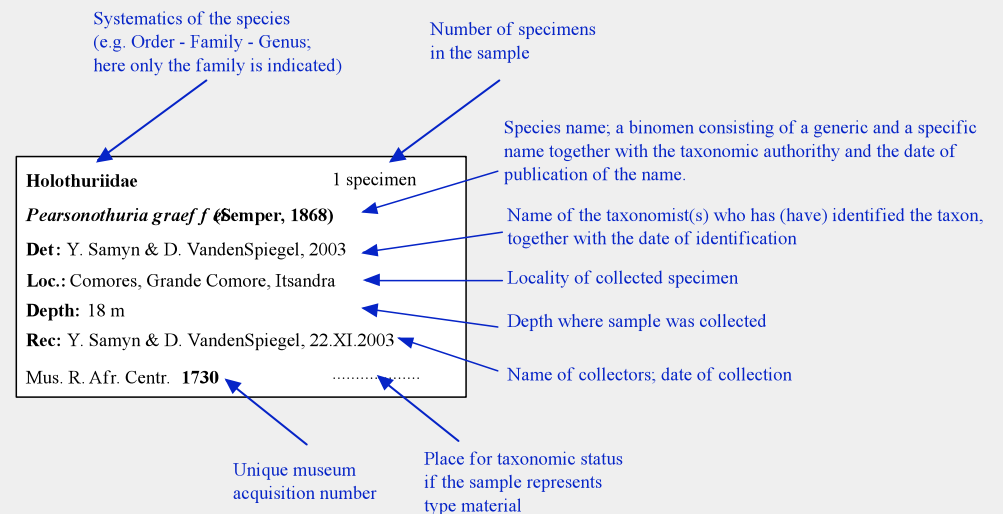 Systematics of the species
(e.g. Order - Family - Genus;
here only the family is indicated)
Number of specimens
in the sample
Species name; a binomen consisting of a generic and a specific
name together with the taxonomic authorithy and the date of
publication of the name.
Holothuriidae
1 specimen
Pearsonothuria graeffei (Semper, 1868)
Name of the taxonomist(s) who has (have) identified the taxon,
together with the date of identification
Det: Y. Samyn & D. VandenSpiegel, 2003
Loc.: Comores, Grande Comore, Itsandra
Locality of collected specimen
Depth: 18 m
Depth where sample was collected
Rec: Y. Samyn & D. VandenSpiegel, 22.XI.2003
Name of collectors; date of collection
Mus. R. Afr. Centr. 1730
...................
Unique museum
acquisition number
Place for taxonomic status
if the sample represents
type material